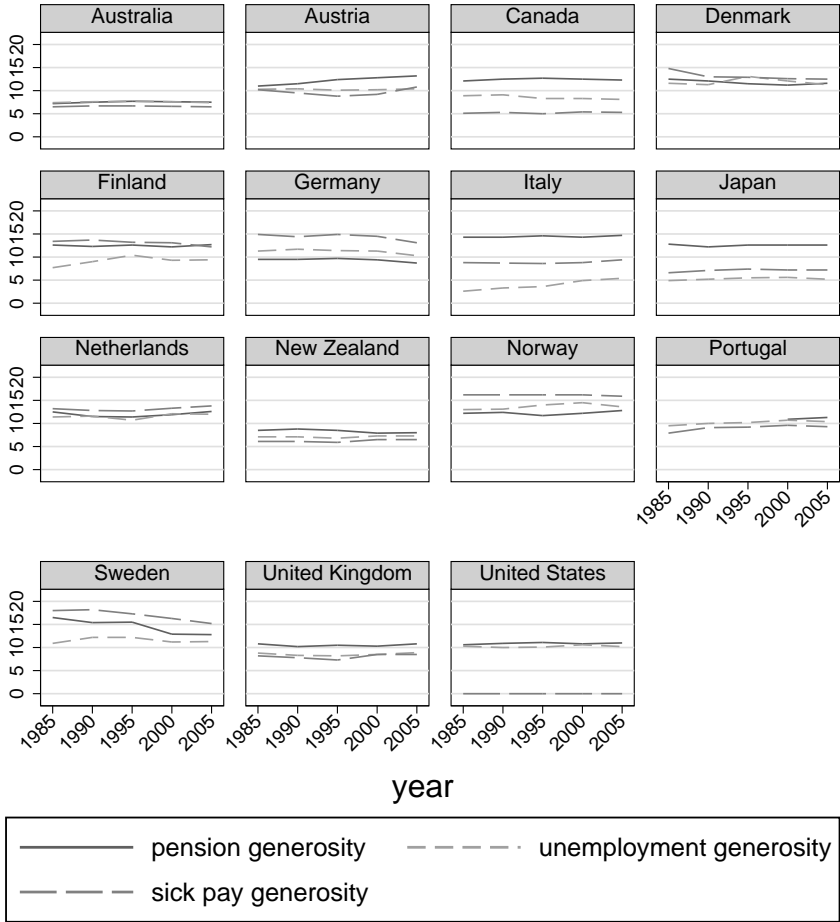 Australia Austria Canada Denmark
0 5 10 15 20
Finland Germany Italy Japan
0 5 10 15 20
Netherlands New Zealand Norway Portugal
0 5 10 15 20
1985 1990 1995 2000 2005
Sweden United Kingdom United States
0 5 10 15 20
1985 1990 1995 2000 2005 1985 1990 1995 2000 2005 1985 1990 1995 2000 2005
year
pension generosity unemployment generosity
sick pay generosity